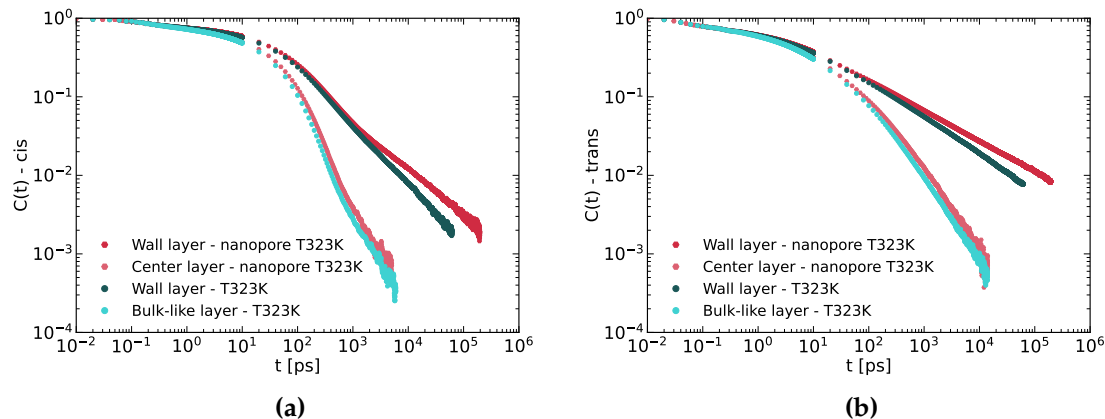 C(t) - cis
10^0
10^-1
10^-2
10^-3
10^-4
Wall layer - nanopore T323K
Center layer - nanopore T323K
Wall layer - T323K
Bulk-like layer - T323K
10^-2 10^-1 10^0 10^1 10^2 10^3 10^4 10^5 10^6
t [ps]
(a)
C(t) - trans
10^0
10^-1
10^-2
10^-3
10^-4
Wall layer - nanopore T323K
Center layer - nanopore T323K
Wall layer - T323K
Bulk-like layer - T323K
10^-2 10^-1 10^0 10^1 10^2 10^3 10^4 10^5 10^6
t [ps]
(b)